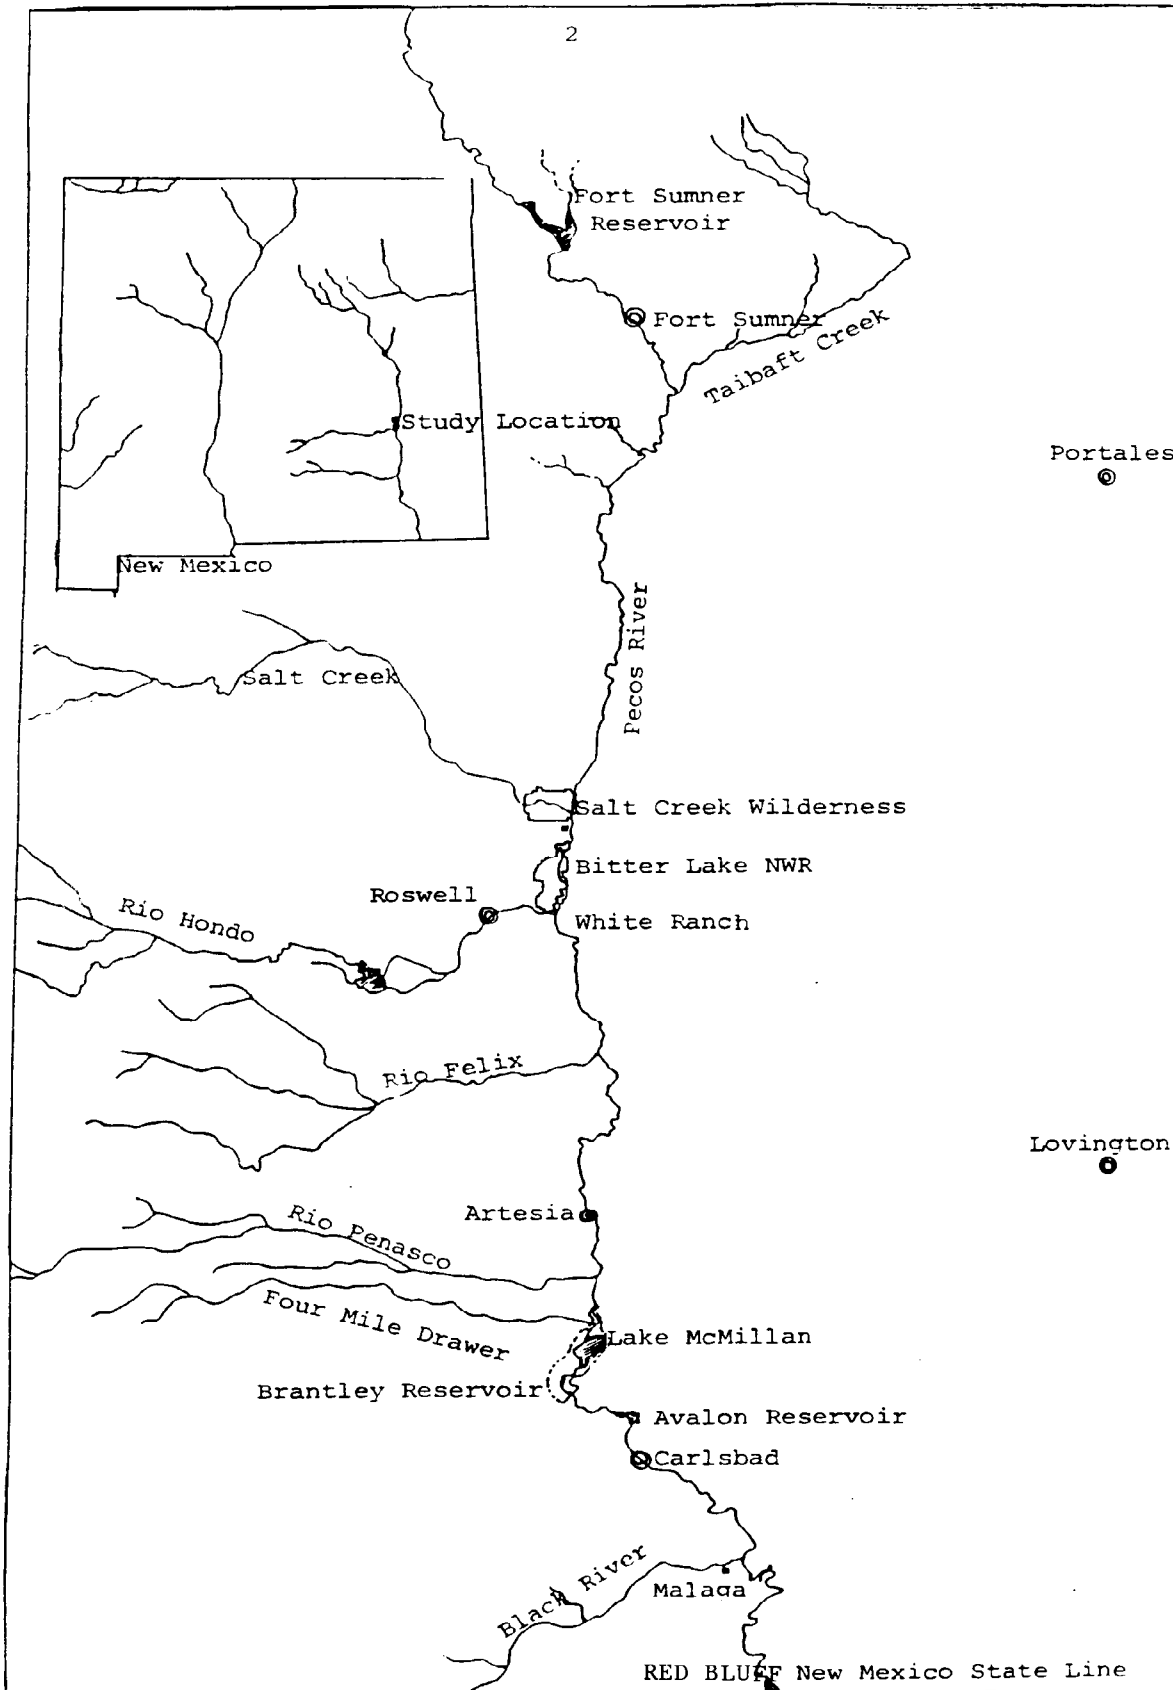 2
Fort Sumner
Reservoir
Fort Sumner
Taibaft Creek
Study Location
Portales
New Mexico
Pecos River
Salt Creek
Salt Creek Wilderness
Bitter Lake NWR
Roswell
White Ranch
Rio Hondo
Rio Felix
Lovington
Artesia
Rio Penasco
Four Mile Drawer
Lake McMillan
Brantley Reservoir
Avalon Reservoir
Carlsbad
Black River
Malaga
RED BLUFF New Mexico State Line